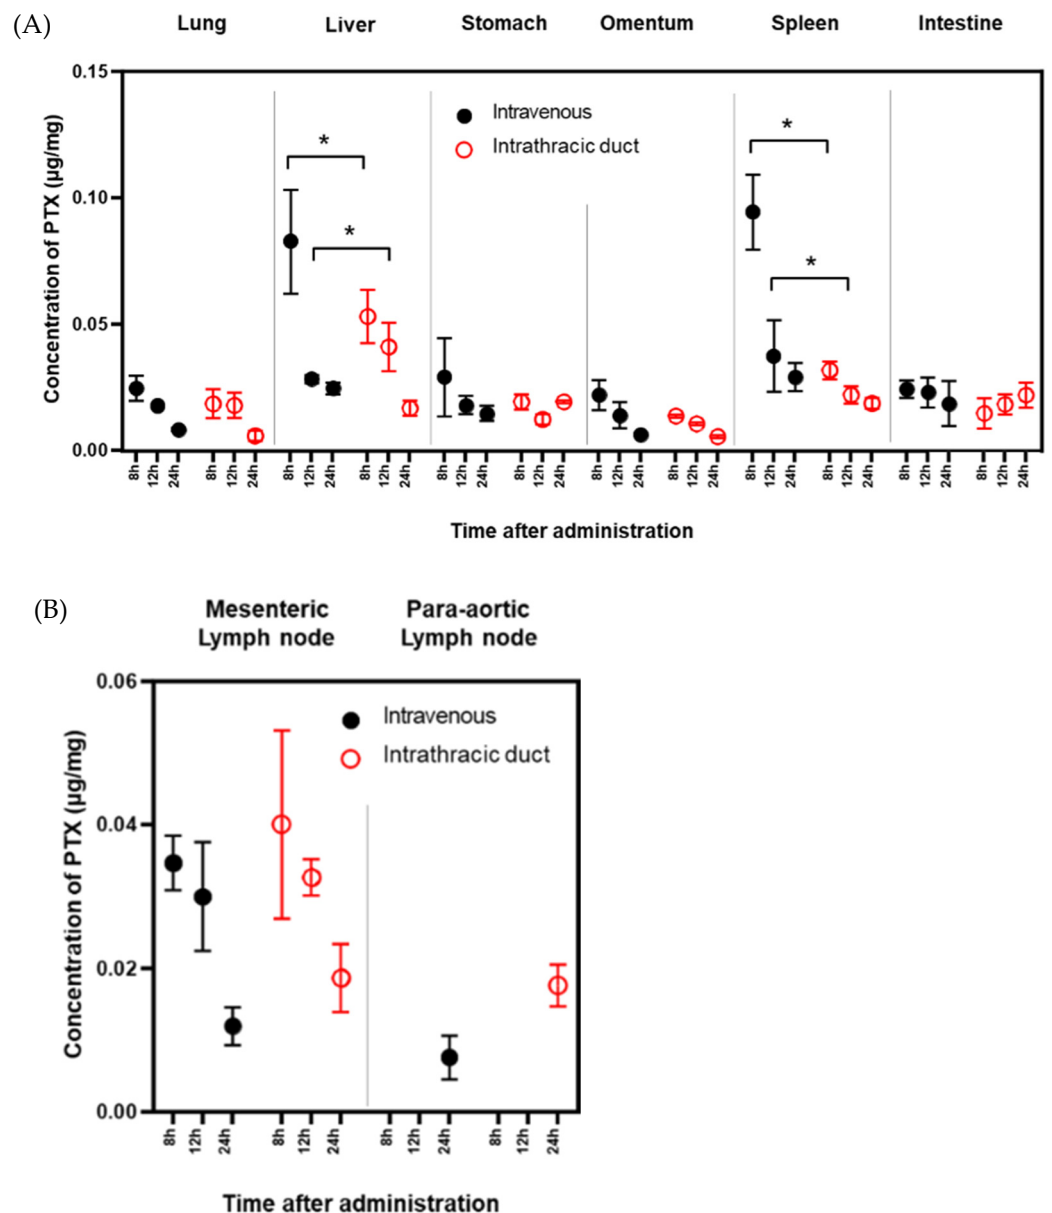 (A)
Lung Liver Stomach Omentum Spleen Intestine
Concentration of PTX (µg/mg)
0.15
0.10
0.05
0.00
Intravenous
Intrathracic duct
* * * *
8h 12h 24h 8h 12h 24h 8h 12h 24h 8h 12h 24h 8h 12h 24h 8h 12h 24h 8h 12h 24h 8h 12h 24h 8h 12h 24h 8h 12h 24h 8h 12h 24h 8h 12h 24h
Time after administration
(B)
Mesenteric
Lymph node
Para-aortic
Lymph node
Concentration of PTX (µg/mg)
0.06
0.04
0.02
0.00
Intravenous
Intrathracic duct
8h 12h 24h 8h 12h 24h 8h 12h 24h 8h 12h 24h
Time after administration